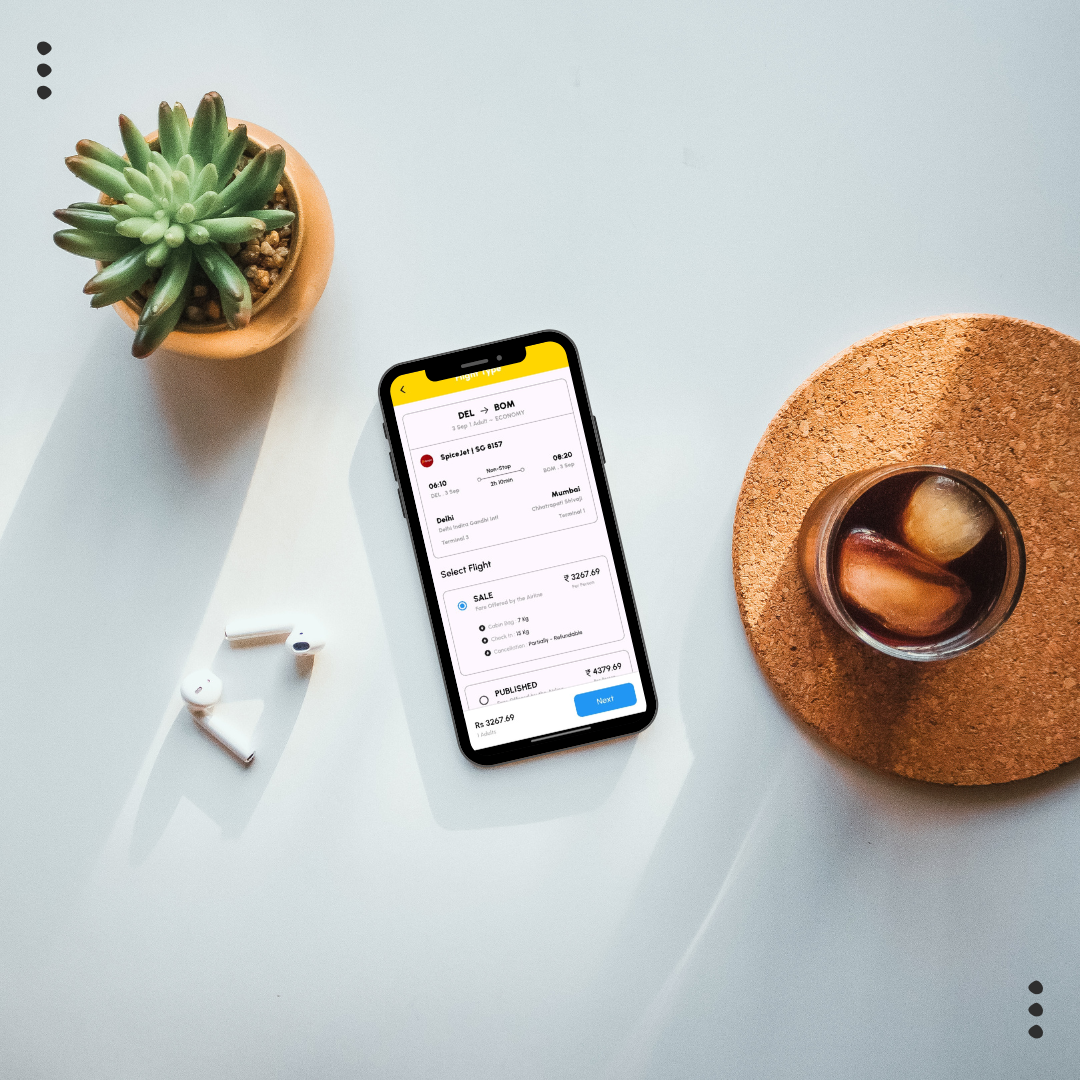 Flight Type
DEL → BOM
3 Sep 1 Adult - ECONOMY
SpiceJet | SG 8157
06:10
Non-Stop
08:20
DEL . 3 Sep
2h 10min
BOM . 3 Sep
Delhi
Mumbai
Delhi Indira Gandhi Intl
Chhatrapati Shivaji
Terminal 3
Terminal 1
Select Flight
SALE
₹ 3267.69
Fare Offered by the Airline
Per Person
Cabin Bag 7 Kg
Check In 15 Kg
Cancellation Partially - Refundable
PUBLISHED
₹ 4379.69
Rs 3267.69
1 Adults
Next